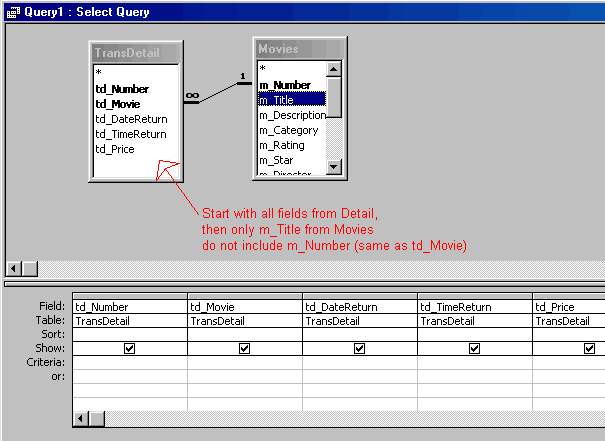 Query1 : Select Query
TransDetail
*
td_Number
td_Movie
td_DateReturn
td_TimeReturn
td_Price
∞
1
Movies
*
m_Number
m_Title
m_Description
m_Category
m_Rating
m_Star
m_Director
Start with all fields from Detail,
then only m_Title from Movies
do not include m_Number (same as td_Movie)
Field: td_Number td_Movie td_DateReturn td_TimeReturn td_Price
Table: TransDetail TransDetail TransDetail TransDetail TransDetail
Sort:
Show:
Criteria:
or: